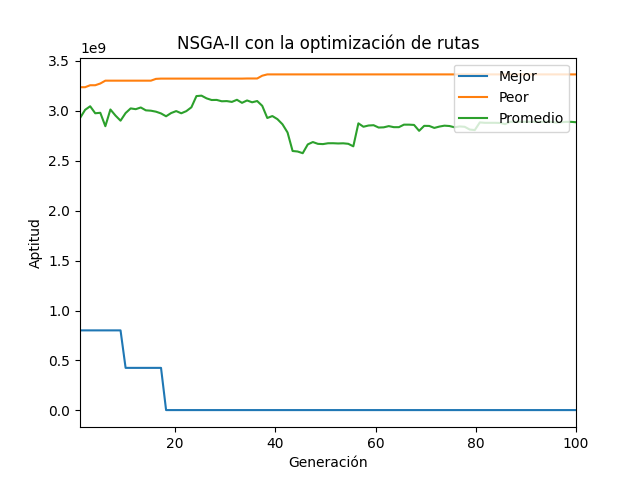 NSGA-II con la optimización de rutas
1e9
3.5
3.0
2.5
2.0
1.5
1.0
0.5
0.0
Aptitud
Mejor
Peor
Promedio
20
40
60
80
100
Generación